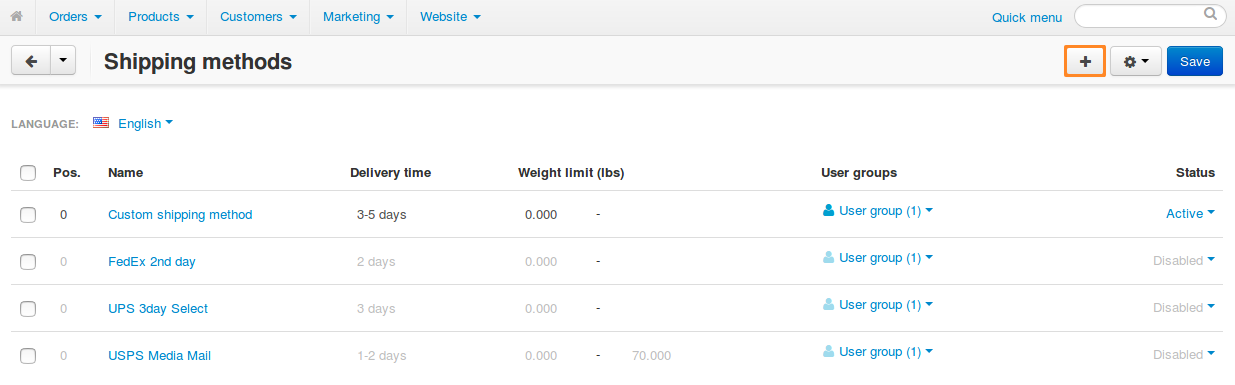 Orders Products Customers Marketing Website Quick menu
Shipping methods Save
LANGUAGE: English
Pos. Name Delivery time Weight limit (lbs) User groups Status
0 Custom shipping method 3-5 days 0.000 - User group (1) Active
0 FedEx 2nd day 2 days 0.000 - User group (1) Disabled
0 UPS 3day Select 3 days 0.000 - User group (1) Disabled
0 USPS Media Mail 1-2 days 0.000 - 70.000 User group (1) Disabled